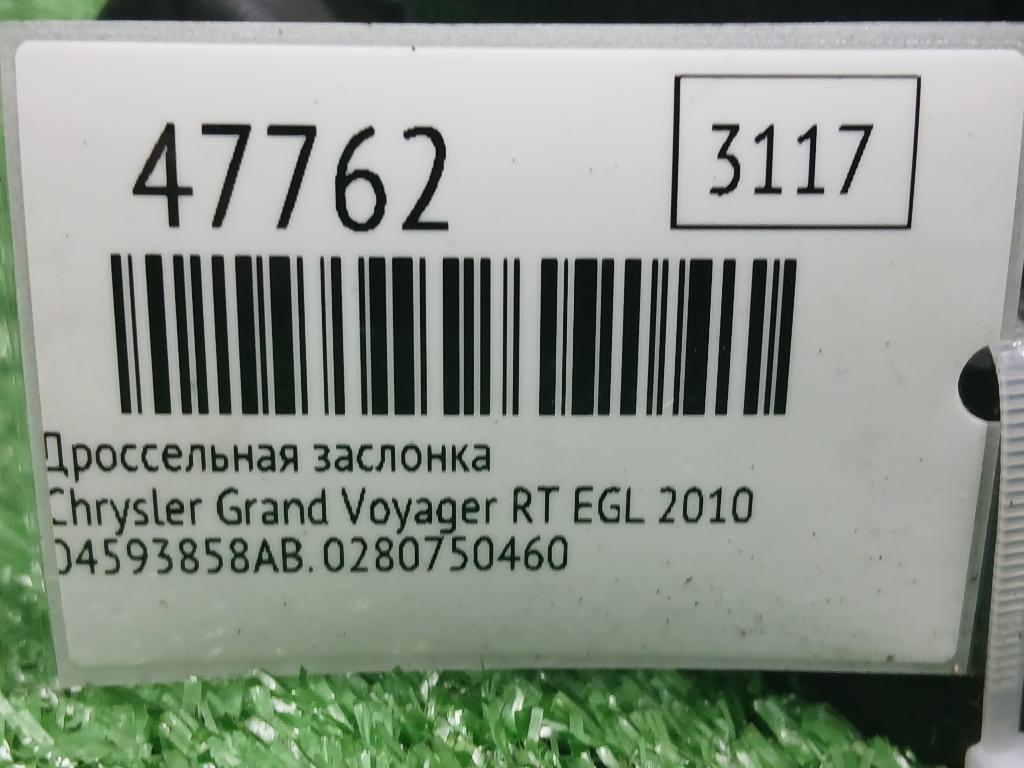 47762
3117
Дроссельная заслонка
Chrysler Grand Voyager RT EGL 2010
04593858AB. 0280750460